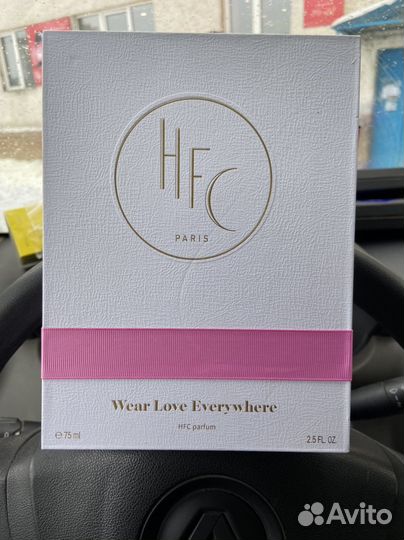 HFC
PARIS
Wear Love Everywhere
HFC parfum
℮ 75 ml 2.5 FL. OZ.
Avito